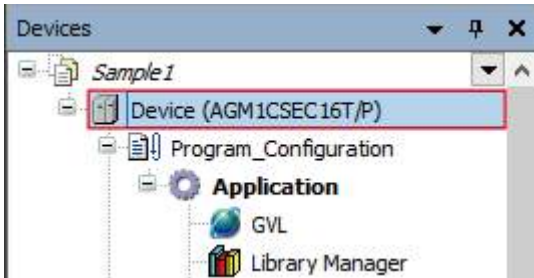 Devices
Sample1
Device (AGM1CSEC16T/P)
Program_Configuration
Application
GVL
Library Manager